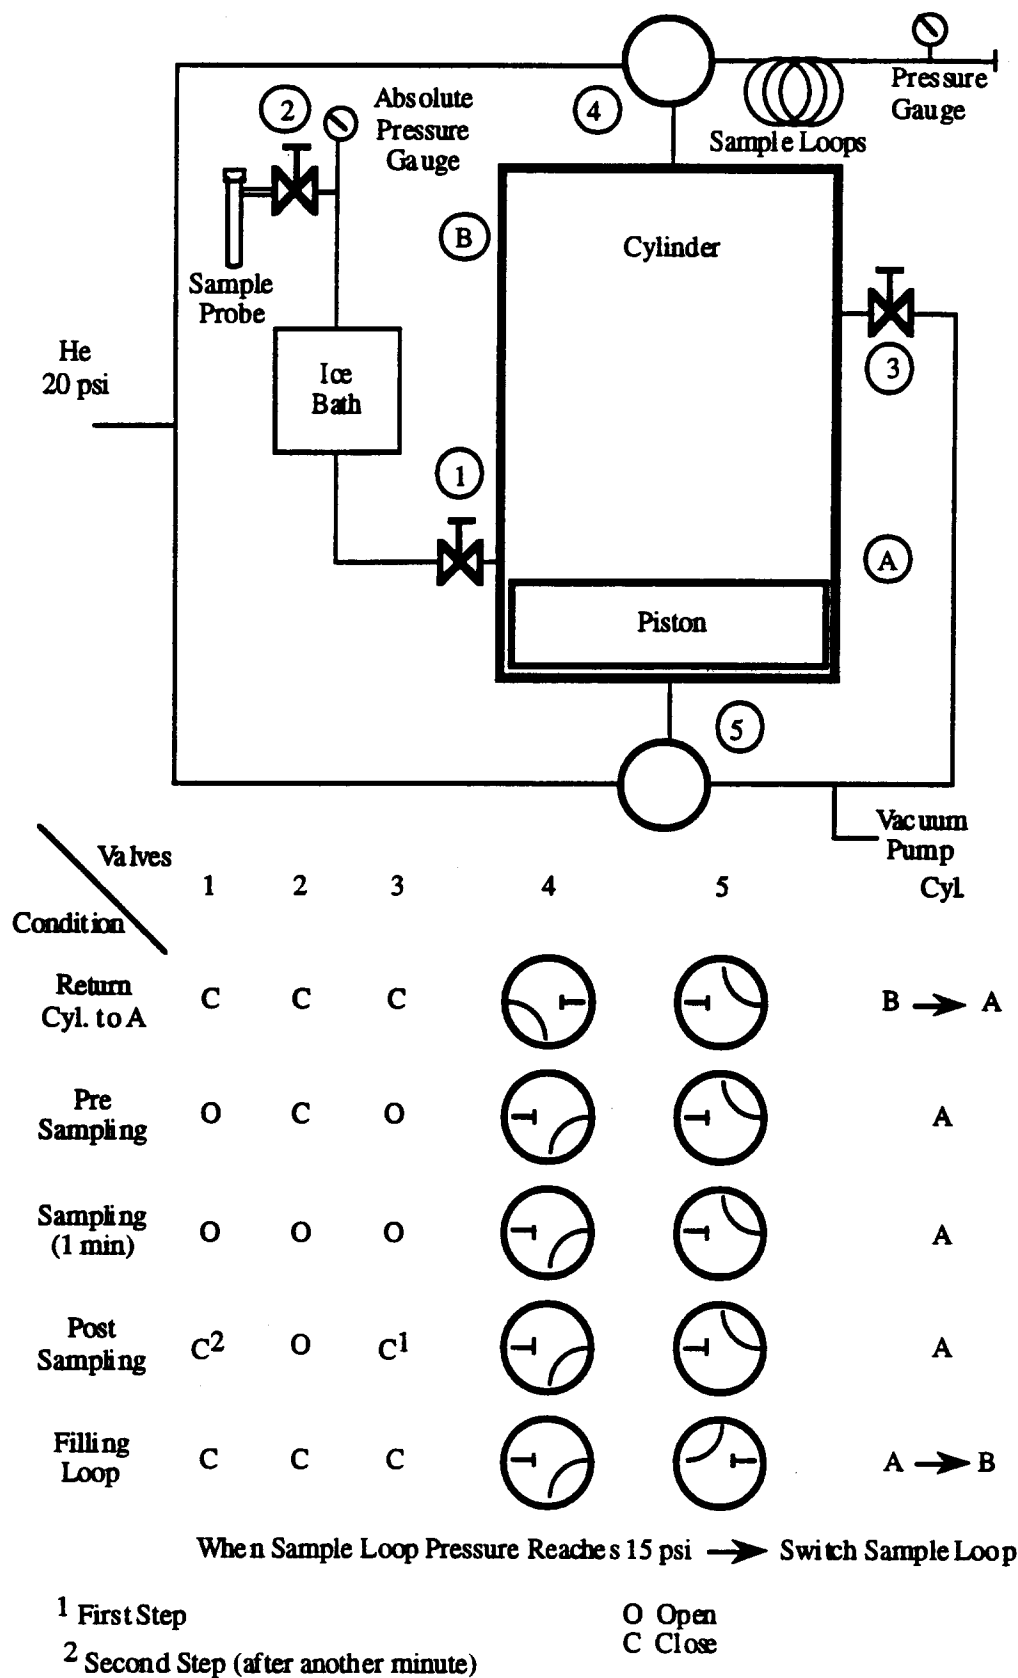 2
Absolute
Pressure
Gauge
4
Pressure
Gauge
Sample Loops
B
Cylinder
Sample
Probe
He
20 psi
Ice
Bath
3
1
A
Piston
5
Vacuum
Pump
Valves
1 2 3 4 5 Cyl.
Condition
Return
Cyl. to A
C C C B A
Pre
Sampling
O C O A
Sampling
(1 min)
O O O A
Post
Sampling
C2 O C1 A
Filling
Loop
C C C A B
When Sample Loop Pressure Reaches 15 psi Switch Sample Loop
1 First Step
O Open
C Close
2 Second Step (after another minute)